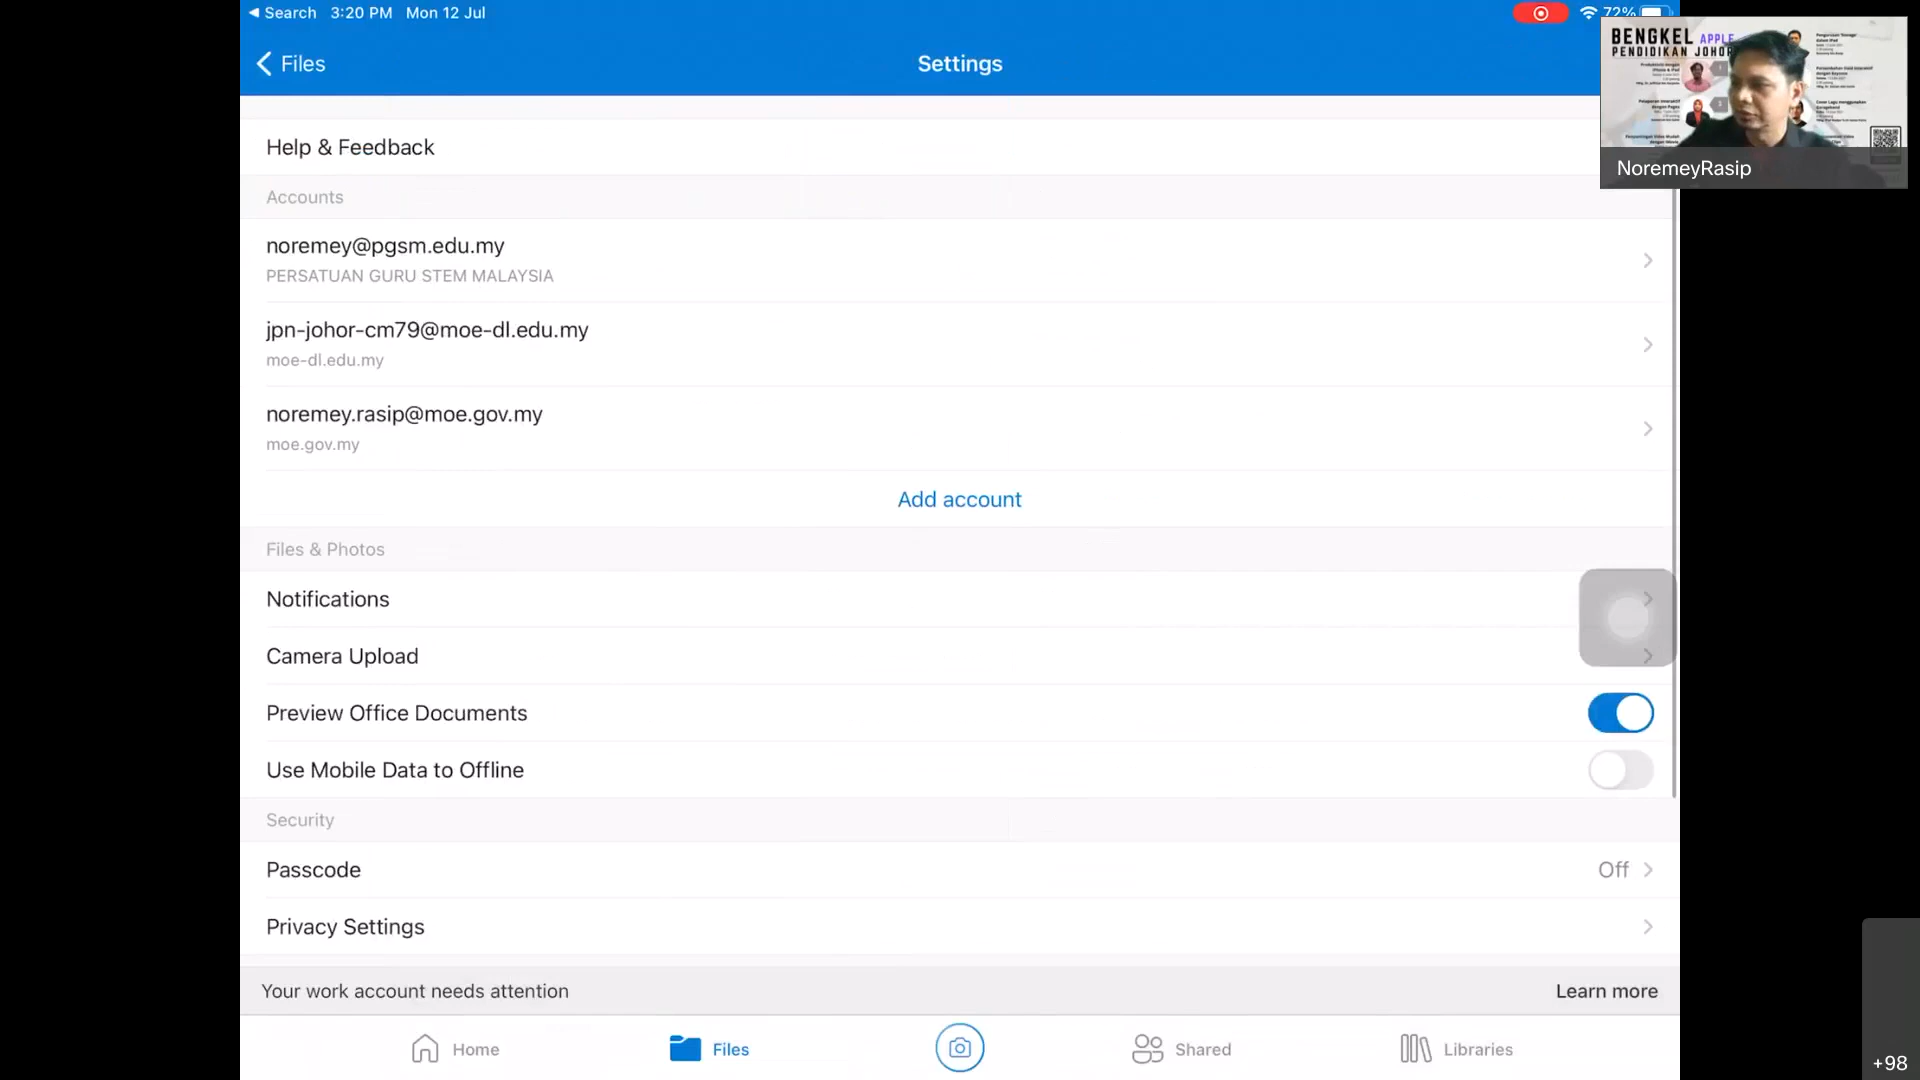 Search 3:20 PM Mon 12 Jul
72%
Files
Settings
BENGKEL APPLE
PENDIDIKAN JOHOR
NoremeyRasip
Help & Feedback
Accounts
noremey@pgsm.edu.my
PERSATUAN GURU STEM MALAYSIA
jpn-johor-cm79@moe-dl.edu.my
moe-dl.edu.my
noremey.rasip@moe.gov.my
moe.gov.my
Add account
Files & Photos
Notifications
Camera Upload
Preview Office Documents
Use Mobile Data to Offline
Security
Passcode
Off
Privacy Settings
Your work account needs attention
Learn more
Home
Files
Shared
Libraries
+98